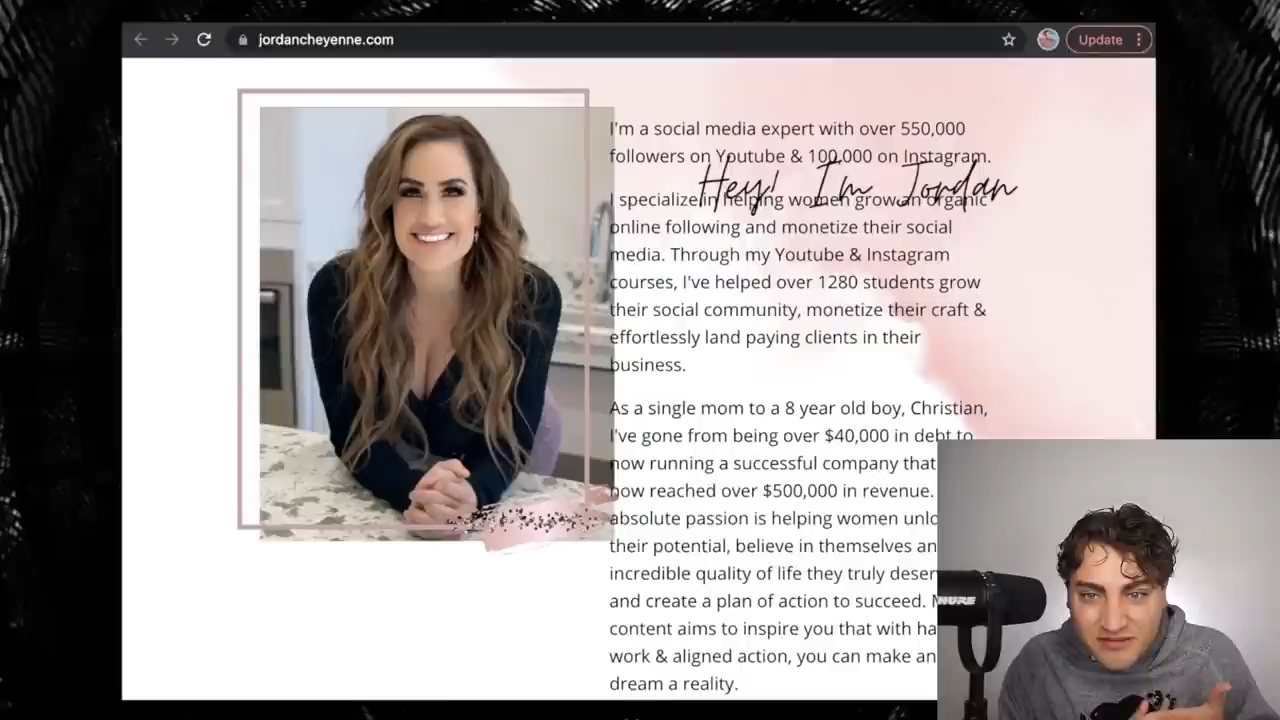 jordancheyenne.com
Update
I'm a social media expert with over 550,000
followers on Youtube & 100,000 on Instagram.
Hey! I'm Jordan
I specialize in helping women grow an organic
online following and monetize their social
media. Through my Youtube & Instagram
courses, I've helped over 1280 students grow
their social community, monetize their craft &
effortlessly land paying clients in their
business.
As a single mom to a 8 year old boy, Christian,
I've gone from being over $40,000 in debt to
now running a successful company that
now reached over $500,000 in revenue.
absolute passion is helping women
their potential, believe in themselves
incredible quality of life they truly
and create a plan of action to succeed.
content aims to inspire you that with
work & aligned action, you can make
dream a reality.